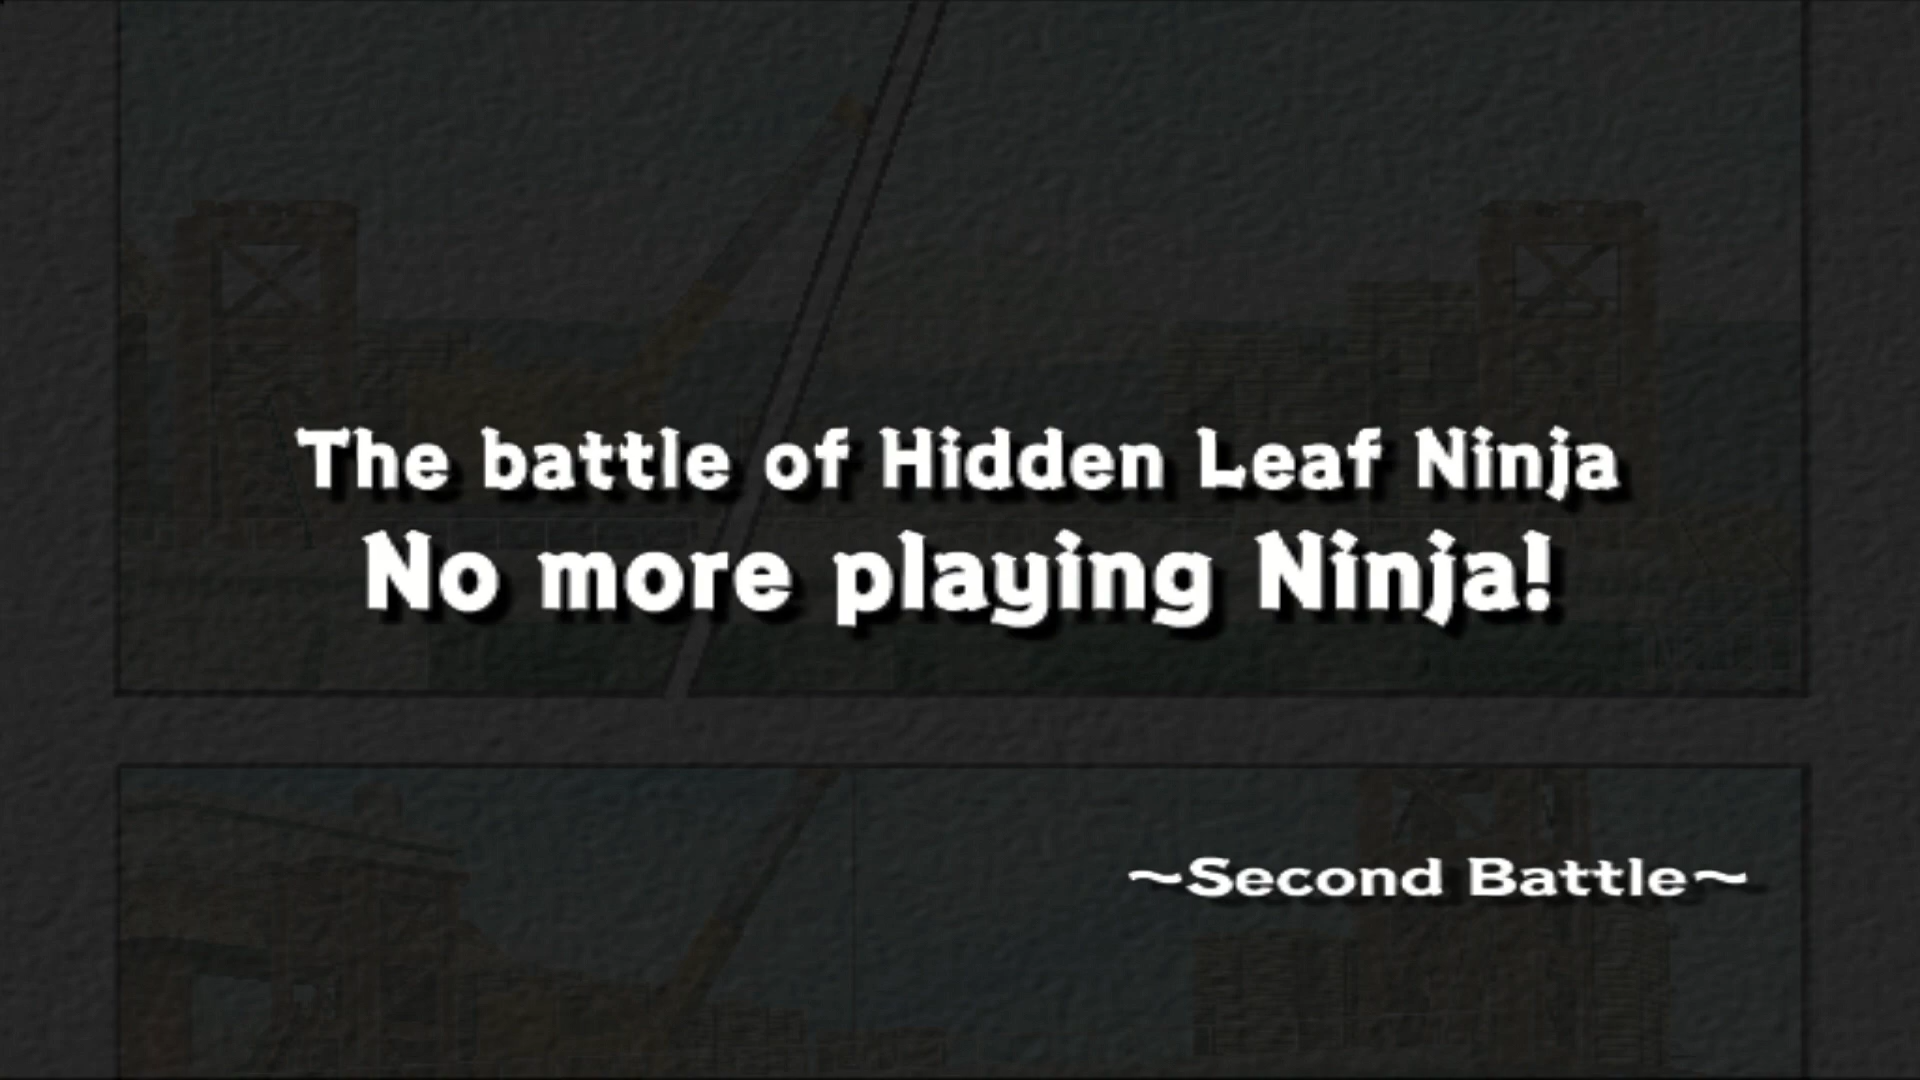 The battle of Hidden Leaf Ninja
No more playing Ninja!
~Second Battle~